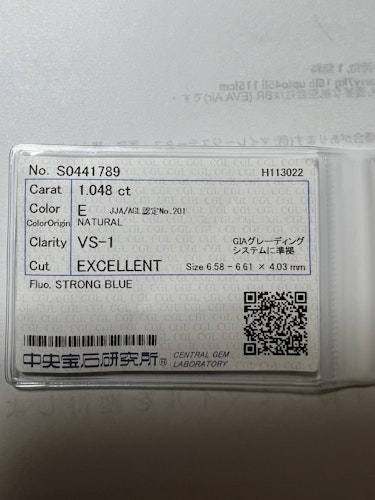 No. S0441789 H113022
Carat 1.048 ct
Color E JJA/AGL認定No.201
ColorOrigin NATURAL
Clarity VS-1 GIAグレーディング
システムに準拠
Cut EXCELLENT Size 6.58 - 6.61 × 4.03 mm
Fluo. STRONG BLUE
中央宝石研究所® CENTRAL GEM
LABORATORY